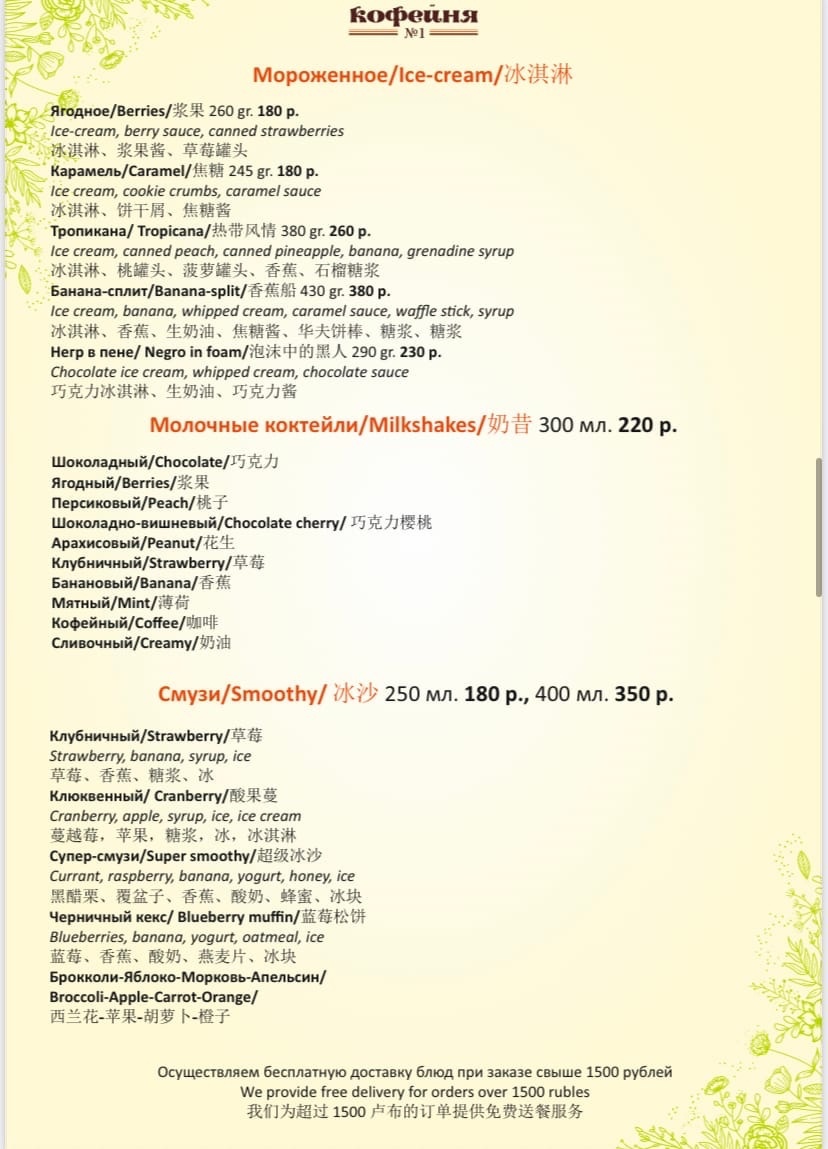 кофейня
№1
Мороженное/Ice-cream/冰淇淋
Ягодное/Berries/浆果 260 gr. 180 р.
Ice-cream, berry sauce, canned strawberries
冰淇淋、浆果酱、草莓罐头
Карамель/Caramel/焦糖 245 gr. 180 р.
Ice cream, cookie crumbs, caramel sauce
冰淇淋、饼干屑、焦糖酱
Тропикана/ Tropicana/热带风情 380 gr. 260 р.
Ice cream, canned peach, canned pineapple, banana, grenadine syrup
冰淇淋、桃罐头、菠萝罐头、香蕉、石榴糖浆
Банана-сплит/Banana-split/香蕉船 430 gr. 380 р.
Ice cream, banana, whipped cream, caramel sauce, waffle stick, syrup
冰淇淋、香蕉、生奶油、焦糖酱、华夫饼棒、糖浆、糖浆
Негр в пене/ Negro in foam/泡沫中的黑人 290 gr. 230 р.
Chocolate ice cream, whipped cream, chocolate sauce
巧克力冰淇淋、生奶油、巧克力酱
Молочные коктейли/Milkshakes/奶昔 300 мл. 220 р.
Шоколадный/Chocolate/巧克力
Ягодный/Berries/浆果
Персиковый/Peach/桃子
Шоколадно-вишневый/Chocolate cherry/ 巧克力樱桃
Арахисовый/Peanut/花生
Клубничный/Strawberry/草莓
Банановый/Banana/香蕉
Мятный/Mint/薄荷
Кофейный/Coffee/咖啡
Сливочный/Creamy/奶油
Смузи/Smoothy/ 冰沙 250 мл. 180 р., 400 мл. 350 р.
Клубничный/Strawberry/草莓
Strawberry, banana, syrup, ice
草莓、香蕉、糖浆、冰
Клюквенный/ Cranberry/酸果蔓
Cranberry, apple, syrup, ice, ice cream
蔓越莓，苹果，糖浆，冰，冰淇淋
Супер-смузи/Super smoothy/超级冰沙
Currant, raspberry, banana, yogurt, honey, ice
黑醋栗、覆盆子、香蕉、酸奶、蜂蜜、冰块
Черничный кекс/ Blueberry muffin/蓝莓松饼
Blueberries, banana, yogurt, oatmeal, ice
蓝莓、香蕉、酸奶、燕麦片、冰块
Брокколи-Яблоко-Морковь-Апельсин/
Broccoli-Apple-Carrot-Orange/
西兰花-苹果-胡萝卜-橙子
Осуществляем бесплатную доставку блюд при заказе свыше 1500 рублей
We provide free delivery for orders over 1500 rubles
我们为超过 1500 卢布的订单提供免费送餐服务